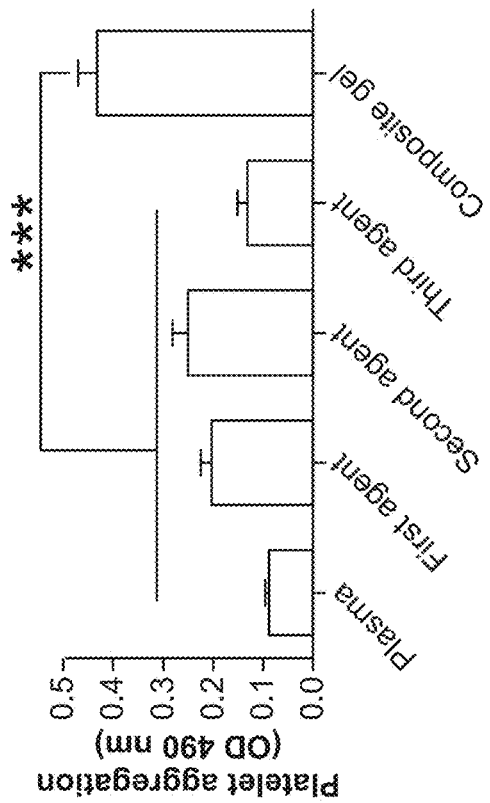 Platelet aggregation
(OD 490 nm)
0.5
0.4
0.3
0.2
0.1
0.0
***
Plasma
First agent
Second agent
Third agent
Composite gel